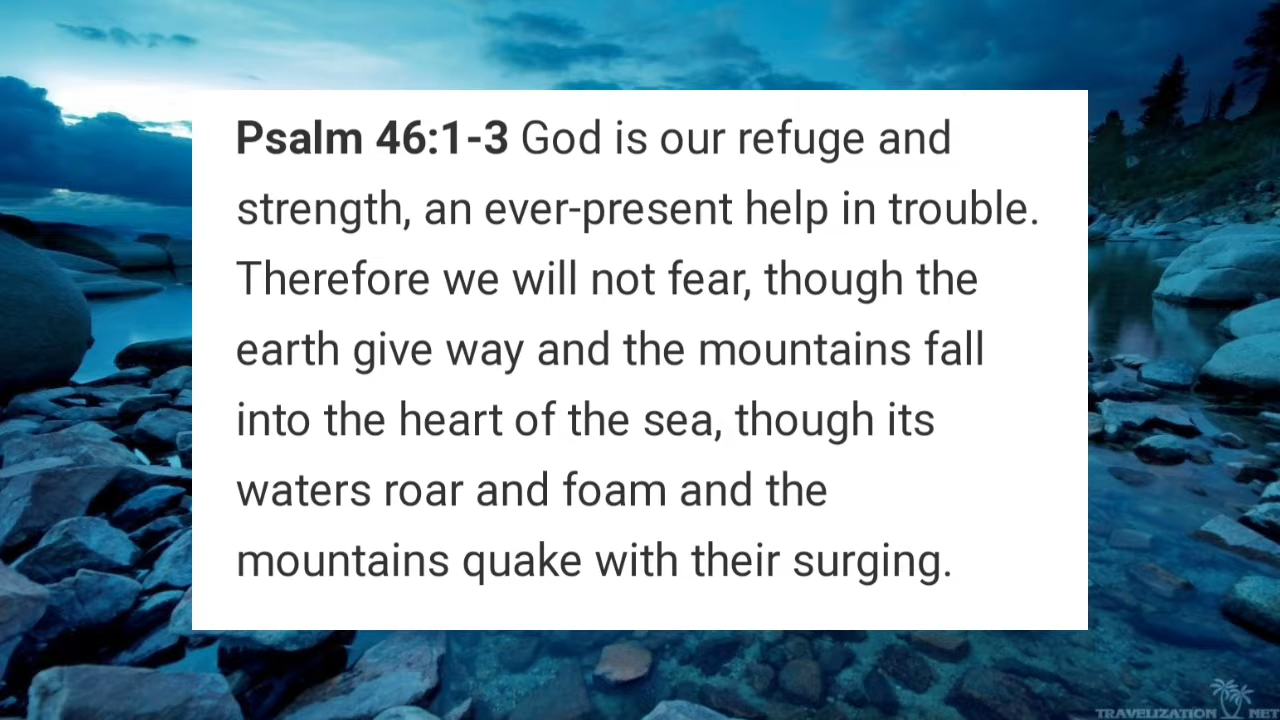 Psalm 46:1-3 God is our refuge and
strength, an ever-present help in trouble.
Therefore we will not fear, though the
earth give way and the mountains fall
into the heart of the sea, though its
waters roar and foam and the
mountains quake with their surging.
TRAVELIZATION NET